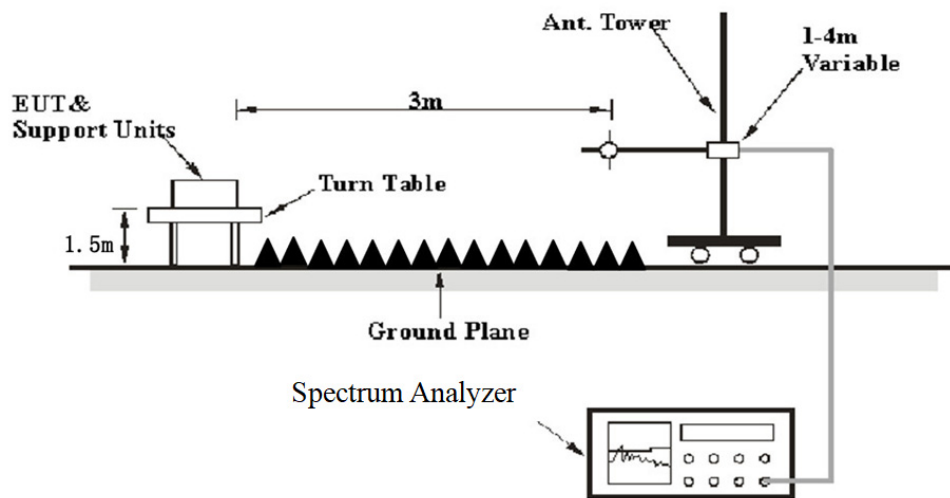 Ant. Tower
1-4m
Variable
3m
EUT &
Support Units
Turn Table
1.5m
Ground Plane
Spectrum Analyzer